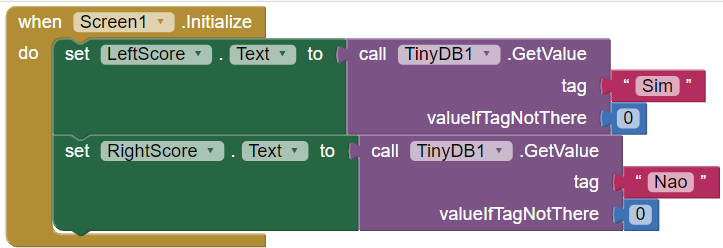 when Screen1 .Initialize
do set LeftScore . Text to call TinyDB1 .GetValue
tag “ Sim ”
valueIfTagNotThere 0
set RightScore . Text to call TinyDB1 .GetValue
tag “ Nao ”
valueIfTagNotThere 0